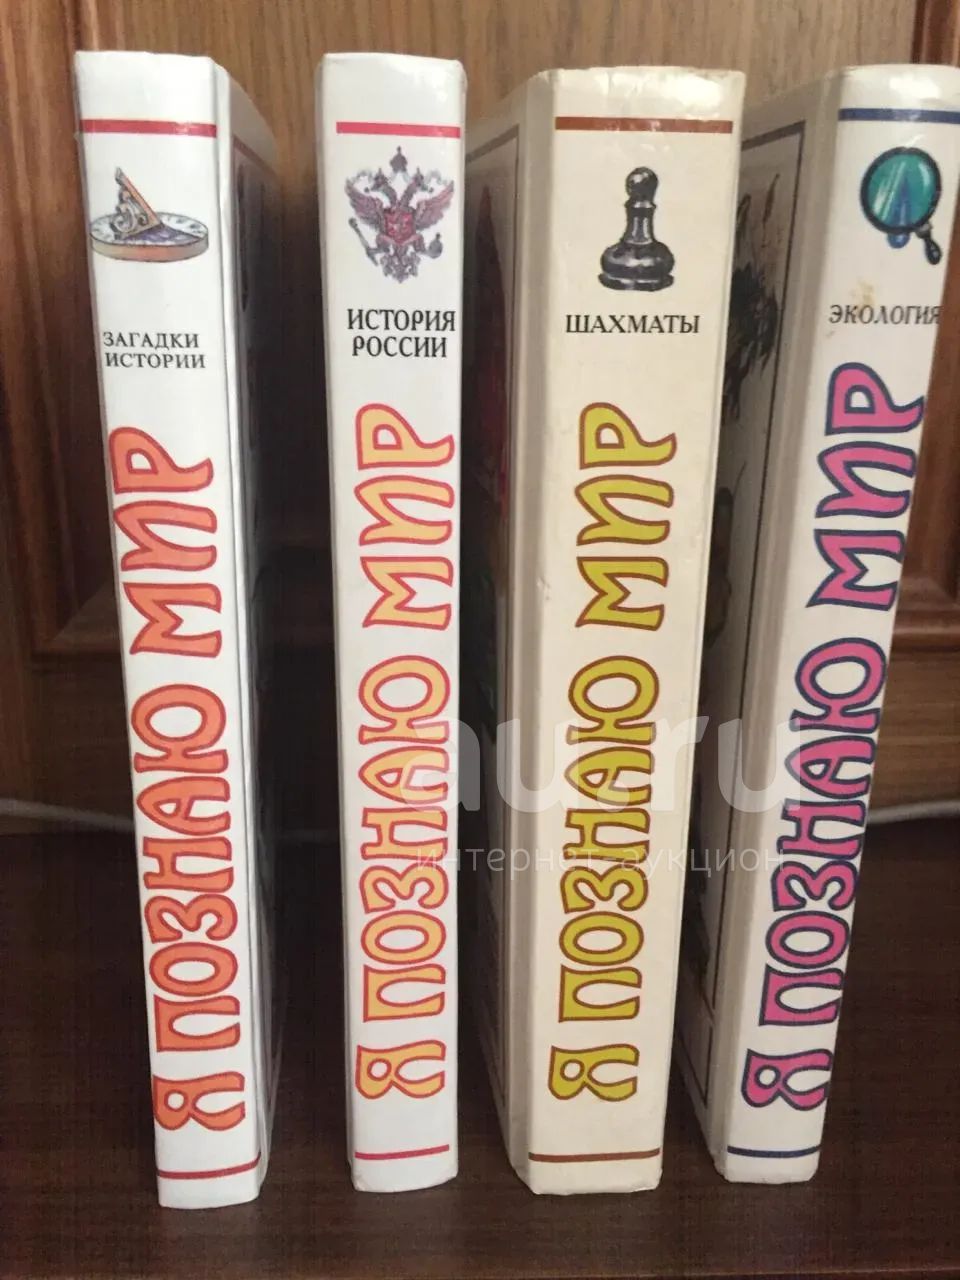 ЗАГАДКИ
ИСТОРИИ
Я ПОЗНАЮ МИР
ИСТОРИЯ
РОССИИ
Я ПОЗНАЮ МИР
ШАХМАТЫ
Я ПОЗНАЮ МИР
ЭКОЛОГИЯ
Я ПОЗНАЮ МИР
au.ru
интернет-аукцион